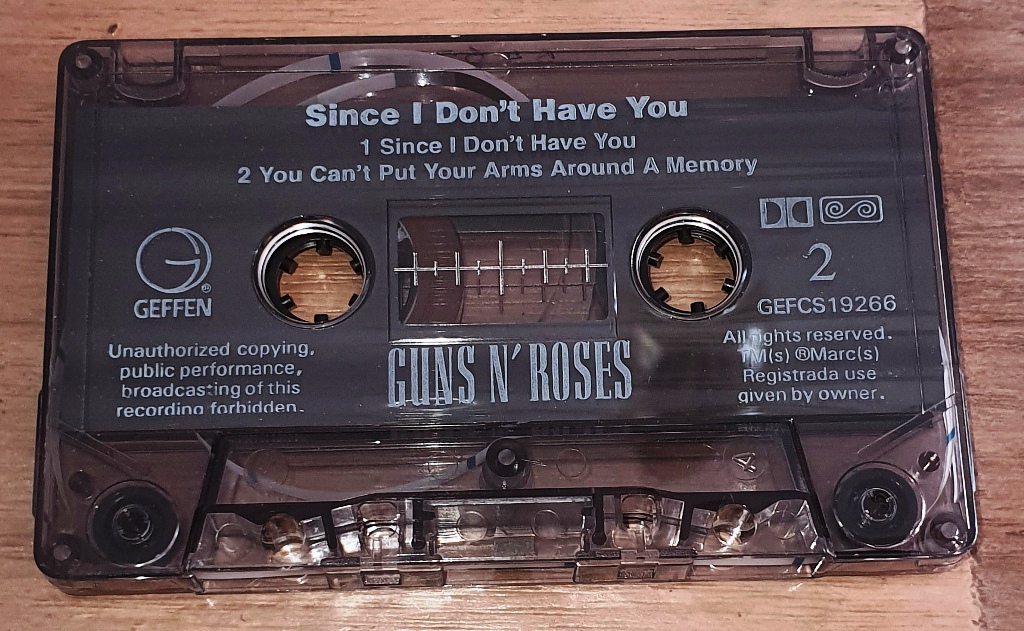 Since I Don't Have You
1 Since I Don't Have You
2 You Can't Put Your Arms Around A Memory
GEFFEN®
2
GEFCS19266
Unauthorized copying,
public performance,
broadcasting of this
recording forbidden.
GUNS N' ROSES
All rights reserved.
TM(s) ®Marc(s)
Registrada use
given by owner.
4